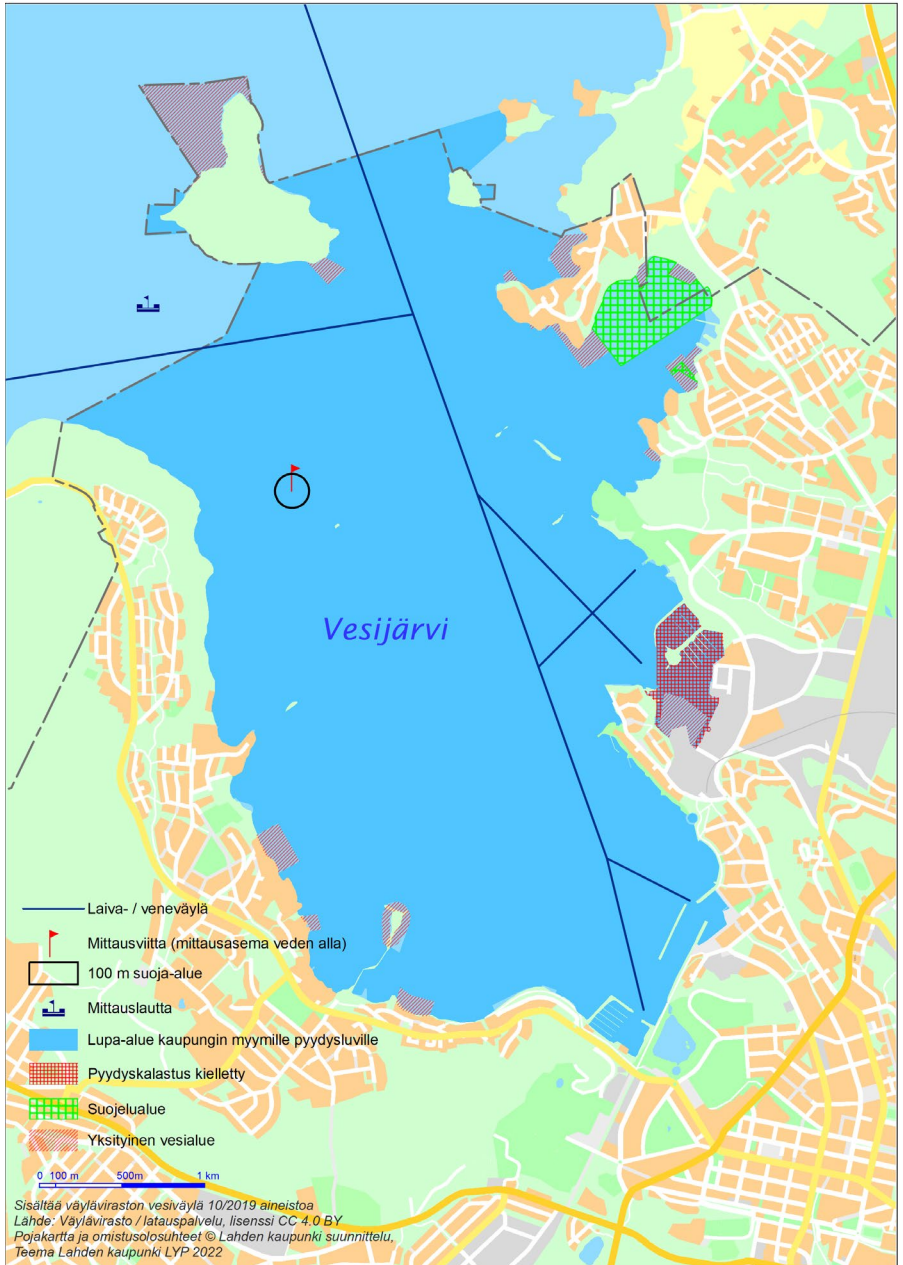 Vesijärvi
Laiva- / veneväylä
Mittausviitta (mittausasema veden alla)
100 m suoja-alue
Mittauslautta
Lupa-alue kaupungin myymille pyydysluville
Pyydyskalastus kielletty
Suojelualue
Yksityinen vesialue
0 100 m 500m 1 km
Sisältää väyläviraston vesiväylä 10/2019 aineistoa
Lähde: Väylävirasto / latauspalvelu, lisenssi CC 4.0 BY
Pojakartta ja omistusolosuhteet © Lahden kaupunki suunnittelu,
Teema Lahden kaupunki LYP 2022